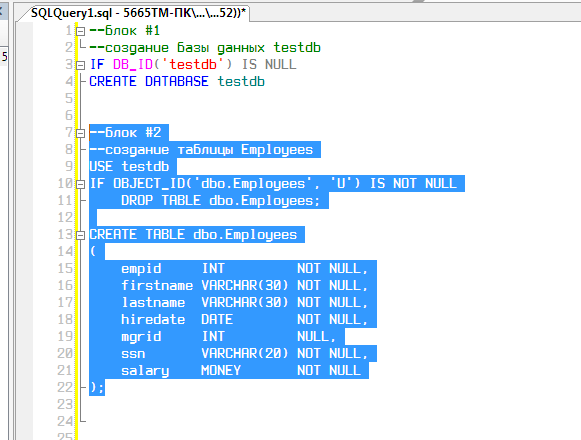 SQLQuery1.sql - 5665TM-ПК\...\...52))*
1 --блок #1
2 --создание базы данных testdb
3 IF DB_ID('testdb') IS NULL
4 CREATE DATABASE testdb
5
6
7 --блок #2
8 --создание таблицы Employees
9 USE testdb
10 IF OBJECT_ID('dbo.Employees', 'U') IS NOT NULL
11 DROP TABLE dbo.Employees;
12
13 CREATE TABLE dbo.Employees
14 (
15 empid INT NOT NULL,
16 firstname VARCHAR(30) NOT NULL,
17 lastname VARCHAR(30) NOT NULL,
18 hiredate DATE NOT NULL,
19 mgrid INT NULL,
20 ssn VARCHAR(20) NOT NULL,
21 salary MONEY NOT NULL
22 );
23
24
25